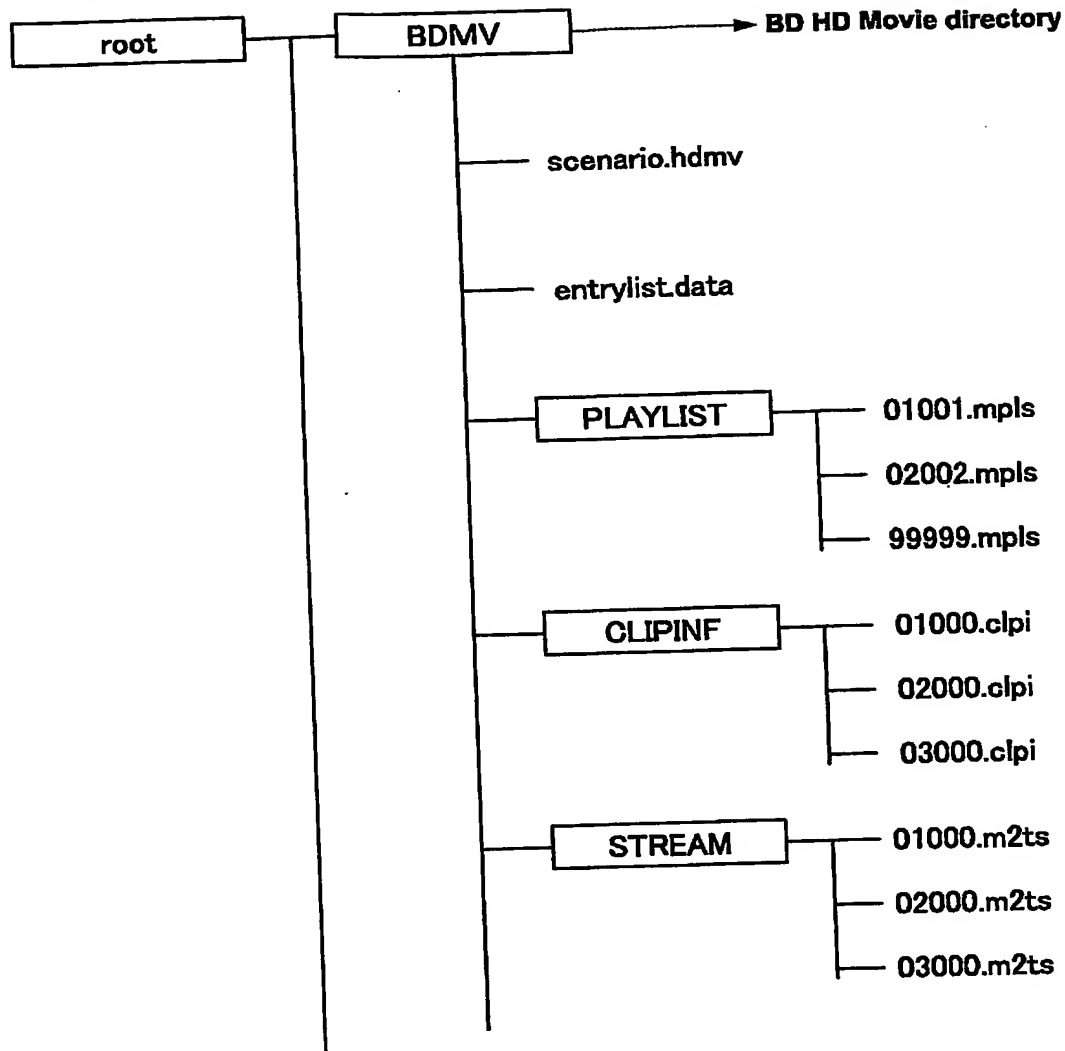 root
BDMV
BD HD Movie directory
scenario.hdmv
entrylist.data
PLAYLIST
01001.mpls
02002.mpls
99999.mpls
CLIPINF
01000.clpi
02000.clpi
03000.clpi
STREAM
01000.m2ts
02000.m2ts
03000.m2ts